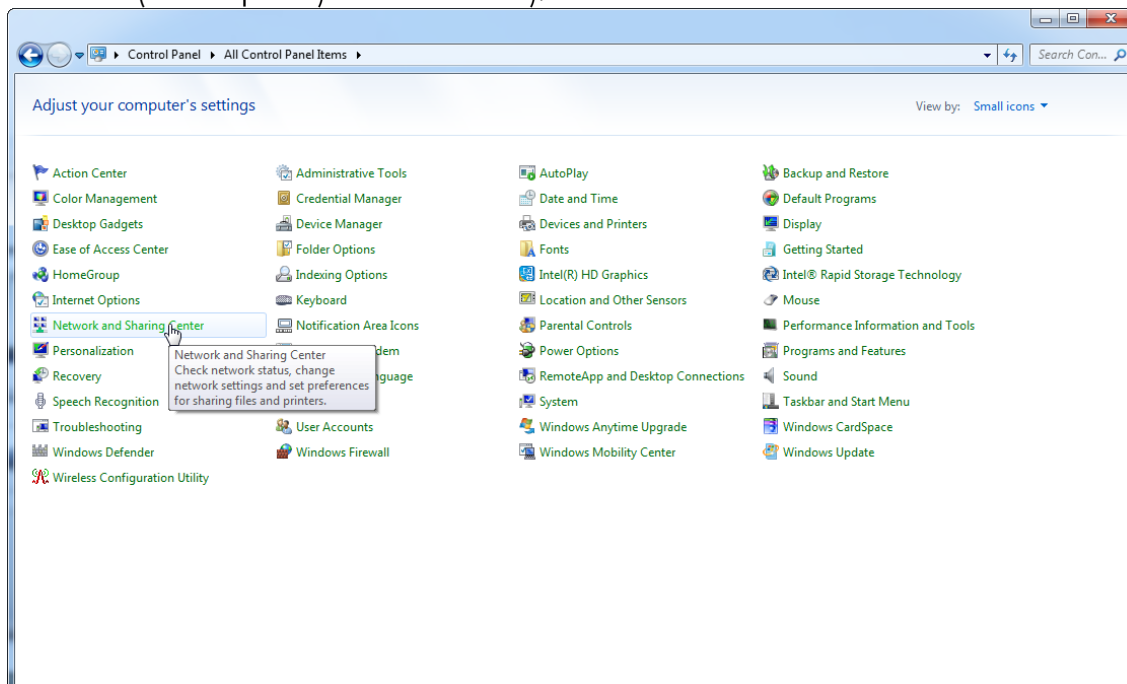 Control Panel All Control Panel Items Search Con...
Adjust your computer's settings View by: Small icons
Action Center Administrative Tools AutoPlay Backup and Restore
Color Management Credential Manager Date and Time Default Programs
Desktop Gadgets Device Manager Devices and Printers Display
Ease of Access Center Folder Options Fonts Getting Started
HomeGroup Indexing Options Intel(R) HD Graphics Intel® Rapid Storage Technology
Internet Options Keyboard Location and Other Sensors Mouse
Network and Sharing Center Notification Area Icons Parental Controls Performance Information and Tools
Personalization dem Power Options Programs and Features
Recovery guage RemoteApp and Desktop Connections Sound
Speech Recognition System Taskbar and Start Menu
Network and Sharing Center
Check network status, change
network settings and set preferences
for sharing files and printers.
Troubleshooting User Accounts Windows Anytime Upgrade Windows CardSpace
Windows Defender Windows Firewall Windows Mobility Center Windows Update
Wireless Configuration Utility